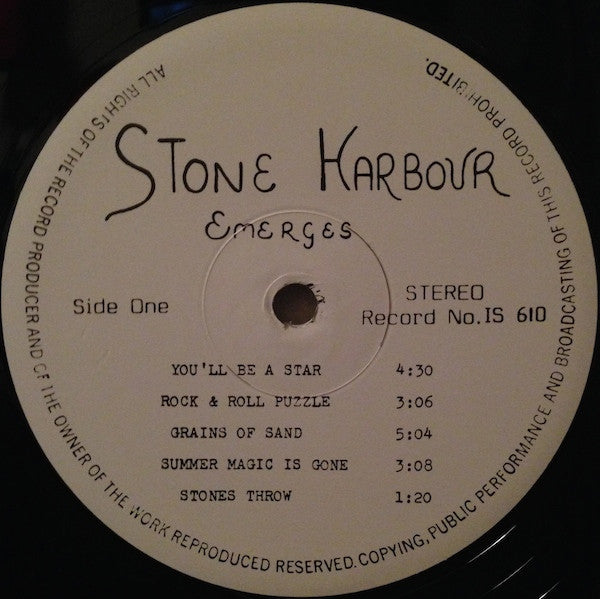 ALL RIGHTS OF THE RECORD PRODUCER AND OF THE OWNER OF THE WORK REPRODUCED RESERVED. COPYING, PUBLIC PERFORMANCE AND BROADCASTING OF THIS RECORD PROHIBITED.
STONE HARBOUR
EMERGES
Side One
STEREO
Record No. IS 610
YOU'LL BE A STAR 4:30
ROCK & ROLL PUZZLE 3:06
GRAINS OF SAND 5:04
SUMMER MAGIC IS GONE 3:08
STONES THROW 1:20